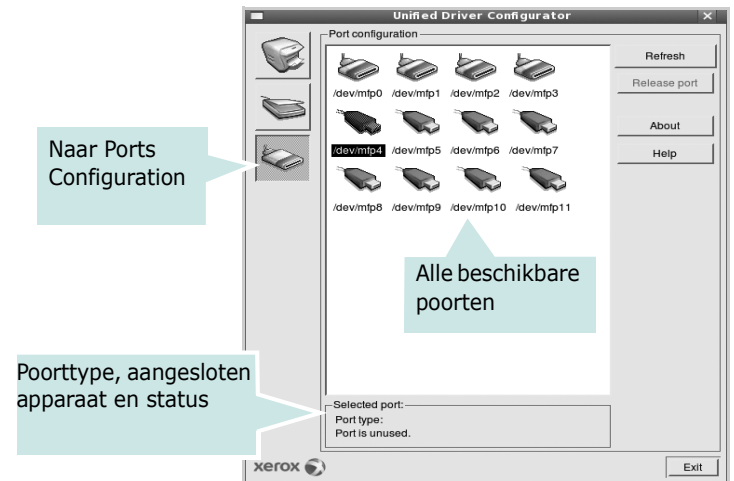 Unified Driver Configurator
Port configuration
/dev/mfp0 /dev/mfp1 /dev/mfp2 /dev/mfp3
/dev/mfp4 /dev/mfp5 /dev/mfp6 /dev/mfp7
/dev/mfp8 /dev/mfp9 /dev/mfp10 /dev/mfp11
Refresh
Release port
About
Help
Naar Ports
Configuration
Alle beschikbare
poorten
Poorttype, aangesloten
apparaat en status
Selected port:
Port type:
Port is unused.
xerox
Exit